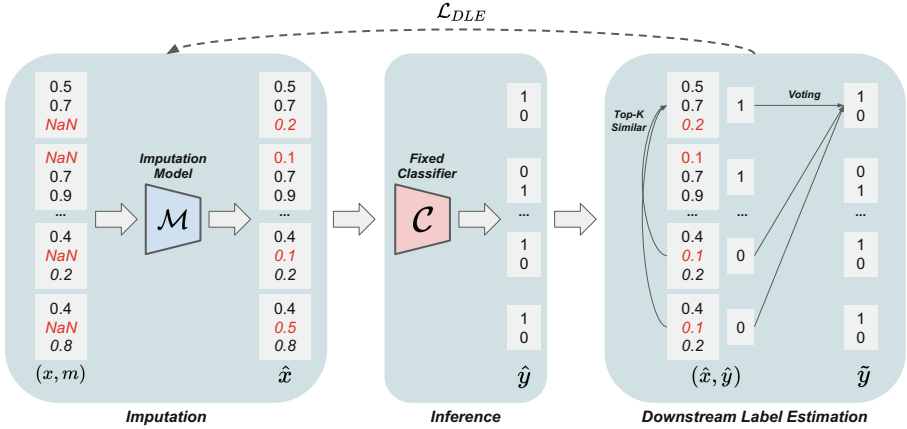 𝓛_DLE
0.5
0.7
NaN
NaN
0.7
0.9
...
0.4
NaN
0.2
0.4
NaN
0.8
(x, m)
Imputation
Model
ℳ
0.5
0.7
0.2
0.1
0.7
0.9
...
0.4
0.1
0.2
0.4
0.5
0.8
x̂
Imputation
Fixed
Classifier
𝒞
1
0
0
1
...
1
0
1
0
ŷ
Inference
Top-K
Similar
0.5
0.7
0.2
0.1
0.7
0.9
...
0.4
0.1
0.2
0.4
0.1
0.2
1
1
...
0
0
(x̂, ŷ)
Voting
1
0
0
1
...
1
0
1
0
ỹ
Downstream Label Estimation